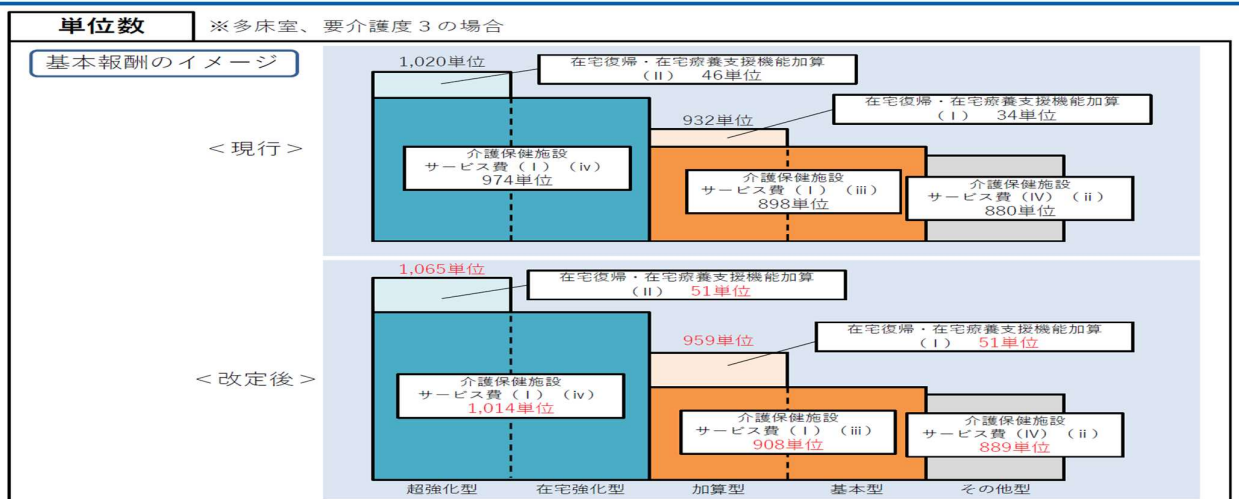 単位数 ※多床室、要介護度３の場合
基本報酬のイメージ
＜現行＞
1,020単位
在宅復帰・在宅療養支援機能加算
（Ⅱ） 46単位
932単位
在宅復帰・在宅療養支援機能加算
（Ⅰ） 34単位
介護保健施設
サービス費（Ⅰ）（iv）
974単位
介護保健施設
サービス費（Ⅰ）（iii）
898単位
介護保健施設
サービス費（Ⅳ）（ii）
880単位
＜改定後＞
1,065単位
在宅復帰・在宅療養支援機能加算
（Ⅱ） 51単位
959単位
在宅復帰・在宅療養支援機能加算
（Ⅰ） 51単位
介護保健施設
サービス費（Ⅰ）（iv）
1,014単位
介護保健施設
サービス費（Ⅰ）（iii）
908単位
介護保健施設
サービス費（Ⅳ）（ii）
889単位
超強化型 在宅強化型 加算型 基本型 その他型